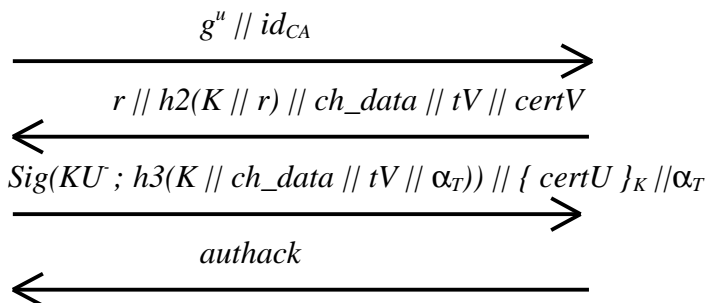 g^u || id_CA
r || h2(K || r) || ch_data || tV || certV
Sig(KU^- ; h3(K || ch_data || tV || α_T)) || { certU }_K ||α_T
authack